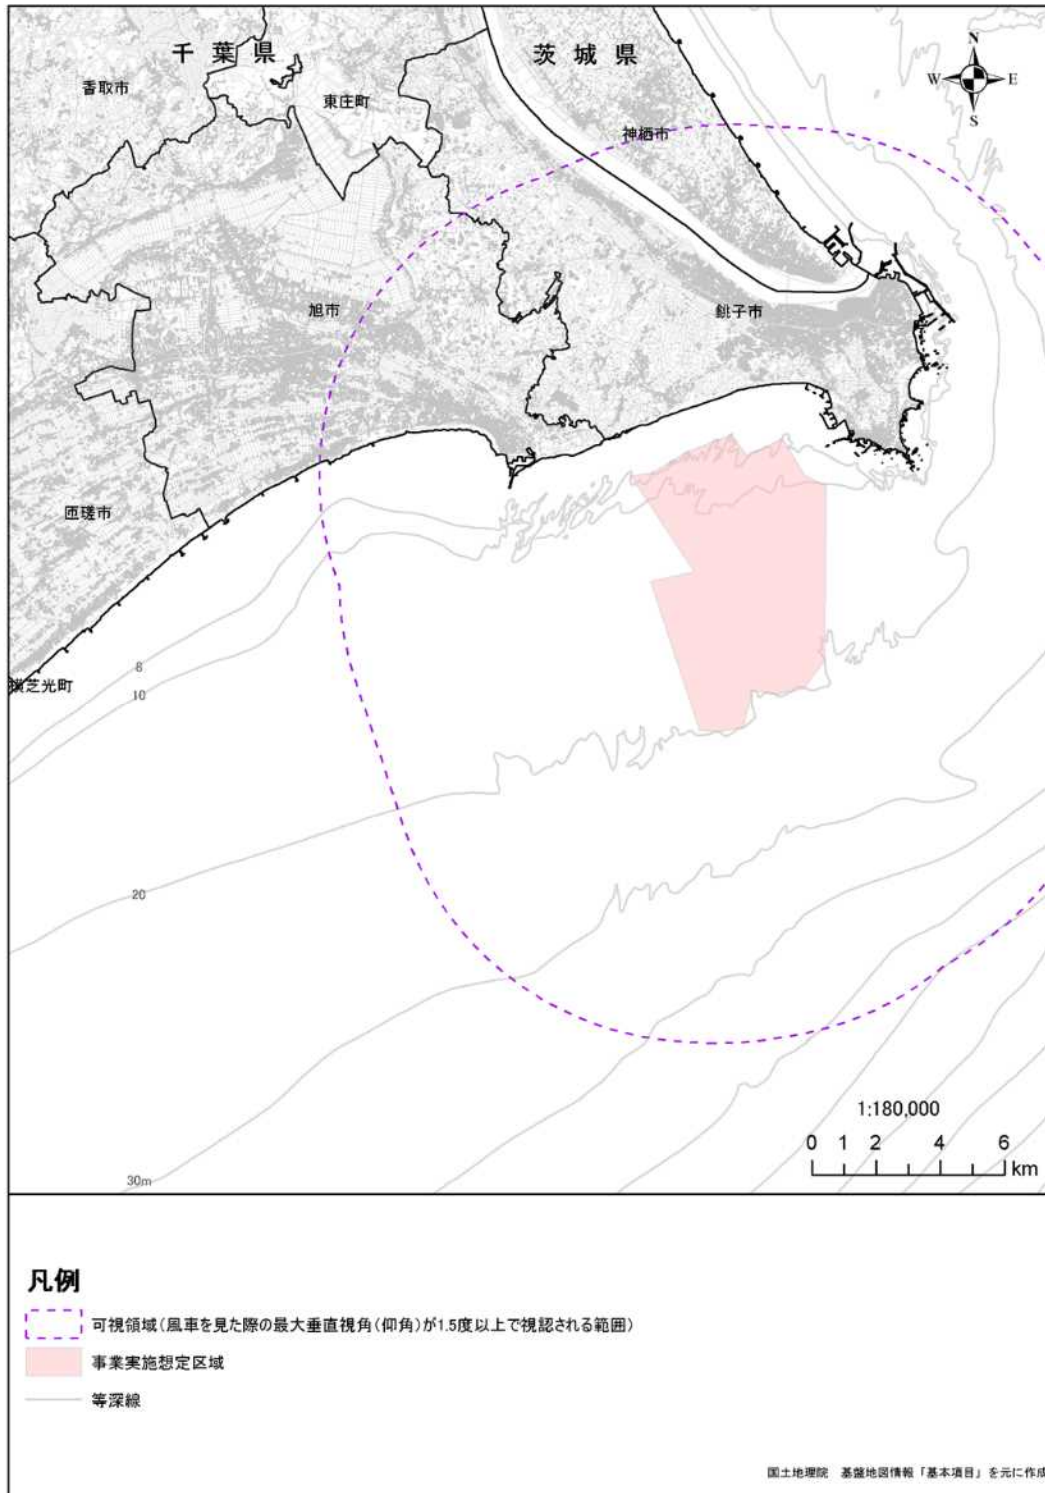 千葉県
茨城県
N
W
E
S
香取市
東庄町
神栖市
旭市
銚子市
匝瑳市
横芝光町
8
10
20
30m
1:180,000
0 1 2 4 6
km
凡例
可視領域(風車を見た際の最大垂直視角(仰角)が1.5度以上で視認される範囲)
事業実施想定区域
等深線
国土地理院 基盤地図情報「基本項目」を元に作成